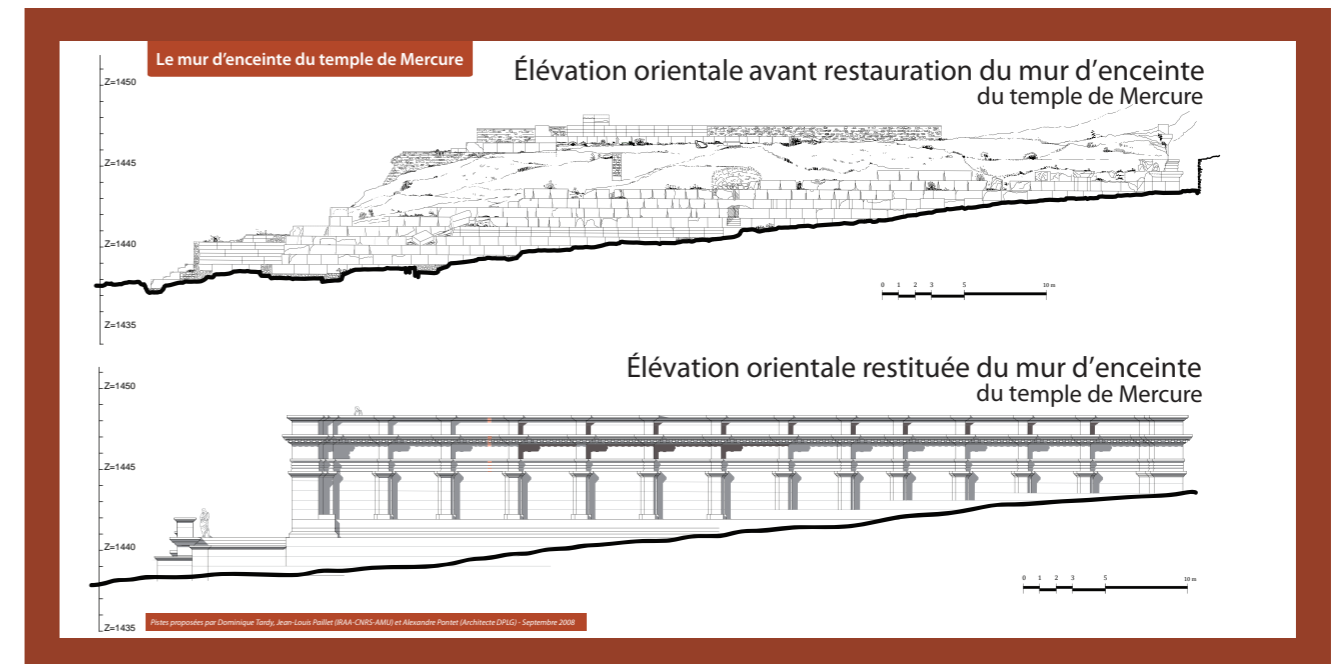 Le mur d’enceinte du temple de Mercure
Élévation orientale avant restauration du mur d’enceinte
du temple de Mercure
Z=1450
Z=1445
Z=1440
Z=1435
0 1 2 3 5 10 m
Élévation orientale restituée du mur d’enceinte
du temple de Mercure
Z=1450
Z=1445
Z=1440
Z=1435
0 1 2 3 5 10 m
Pistes proposées par Dominique Tardy, Jean-Louis Paillet (IRAA-CNRS-AMU) et Alexandre Pontet (Architecte DPLG) - Septembre 2008